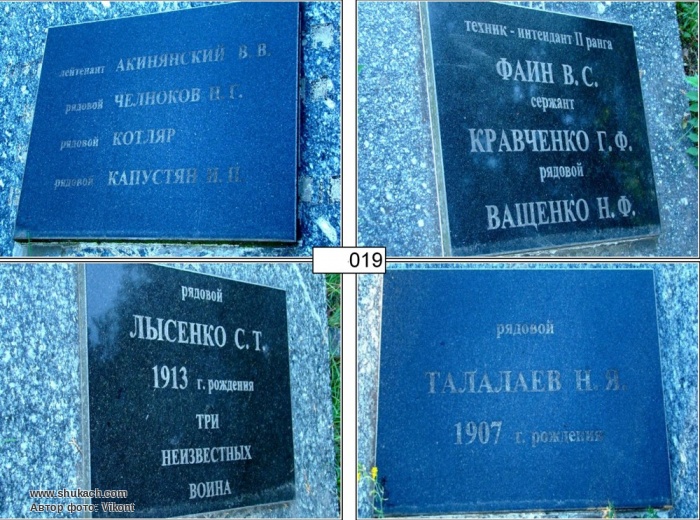 лейтенант АКИНЯНСКИЙ В. В.
рядовой ЧЕЛНОКОВ Н. Г.
рядовой КОТЛЯР
рядовой КАПУСТЯН И. П.
техник - интендант II ранга
ФАИН В. С.
сержант
КРАВЧЕНКО Г. Ф.
рядовой
ВАЩЕНКО Н. Ф.
019
рядовой
ЛЫСЕНКО С. Т.
1913 г. рождения
ТРИ
НЕИЗВЕСТНЫХ
ВОИНА
рядовой
ТАЛАЛАЕВ Н. Я.
1907 г. рождения
www.shukach.com
Автор фото: Vikont